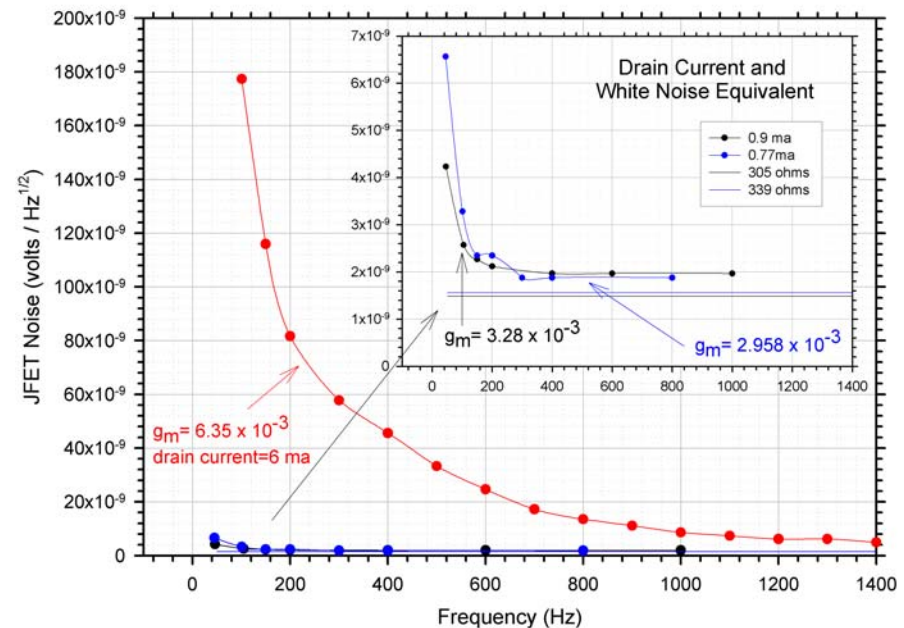 200x10⁻⁹
180x10⁻⁹
160x10⁻⁹
140x10⁻⁹
120x10⁻⁹
100x10⁻⁹
80x10⁻⁹
60x10⁻⁹
40x10⁻⁹
20x10⁻⁹
0
JFET Noise (volts / Hz^1/2)
0 200 400 600 800 1000 1200 1400
Frequency (Hz)
gₘ= 6.35 x 10⁻³
drain current=6 ma
7x10⁻⁹
6x10⁻⁹
5x10⁻⁹
4x10⁻⁹
3x10⁻⁹
2x10⁻⁹
1x10⁻⁹
0
0 200 400 600 800 1000 1200 1400
Drain Current and
White Noise Equivalent
0.9 ma
0.77ma
305 ohms
339 ohms
gₘ= 3.28 x 10⁻³
gₘ= 2.958 x 10⁻³